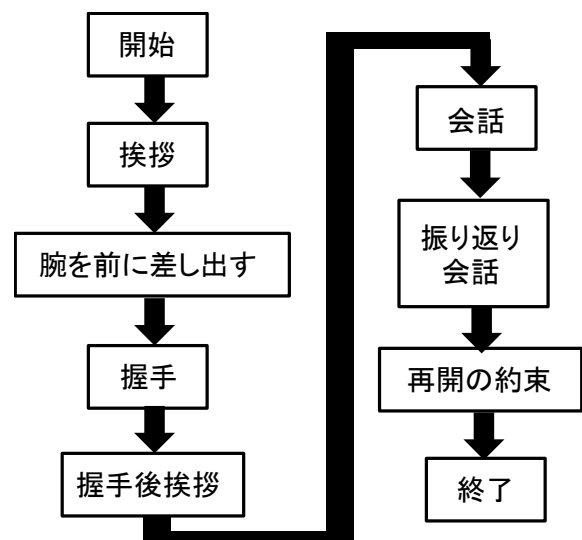 開始
挨拶
腕を前に差し出す
握手
握手後挨拶
会話
振り返り
会話
再開の約束
終了